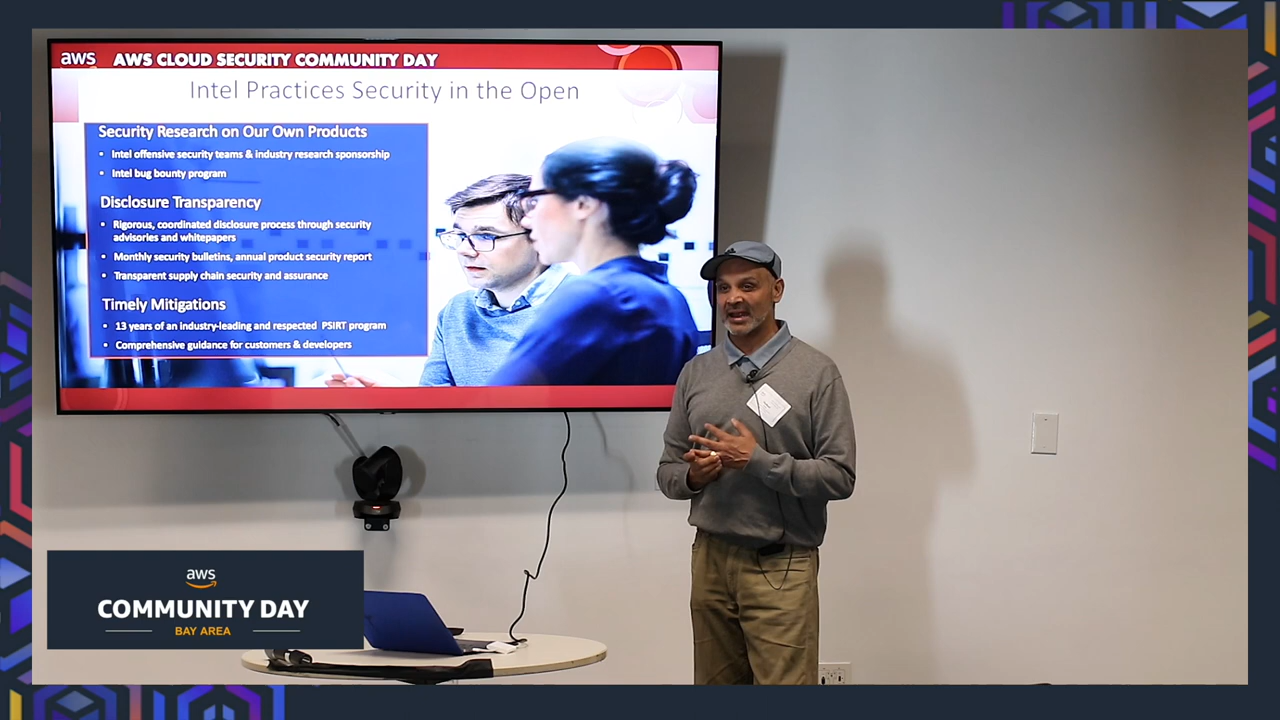 aws AWS CLOUD SECURITY COMMUNITY DAY
Intel Practices Security in the Open
Security Research on Our Own Products
• Intel offensive security teams & industry research sponsorship
• Intel bug bounty program
Disclosure Transparency
• Rigorous, coordinated disclosure process through security
advisories and whitepapers
• Monthly security bulletins, annual product security report
• Transparent supply chain security and assurance
Timely Mitigations
• 13 years of an industry-leading and respected PSIRT program
• Comprehensive guidance for customers & developers
aws
COMMUNITY DAY
BAY AREA